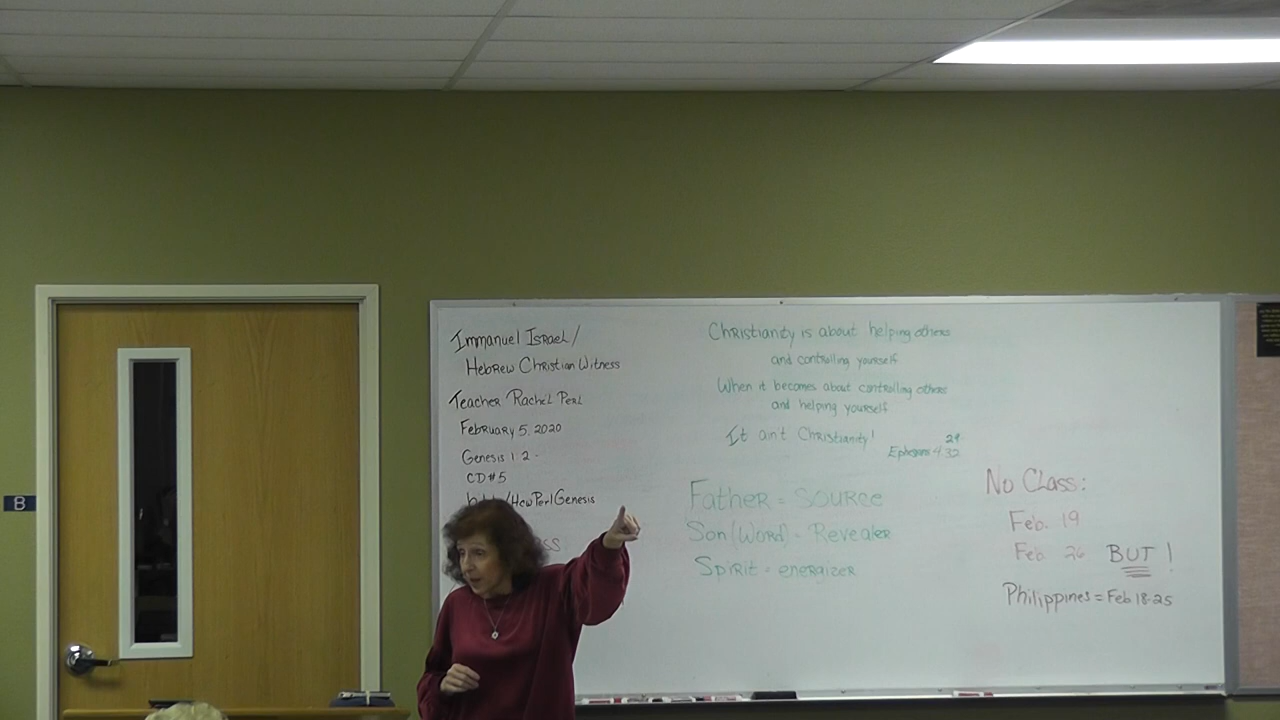 B
Immanuel Israel/
Hebrew Christian Witness
Teacher Rachel Perl
February 5, 2020
Genesis 1:2 -
CD#5
/HcwPerlGenesis
Christianity is about helping others
and controlling yourself
When it becomes about controlling others
and helping yourself
It ain't Christianity!
29-
Ephesians 4 32
Father = SOURCE
Son (Word) - Revealer
Spirit = energizer
No Class:
Feb. 19
Feb 26 BUT!
Philippines = Feb 18-25